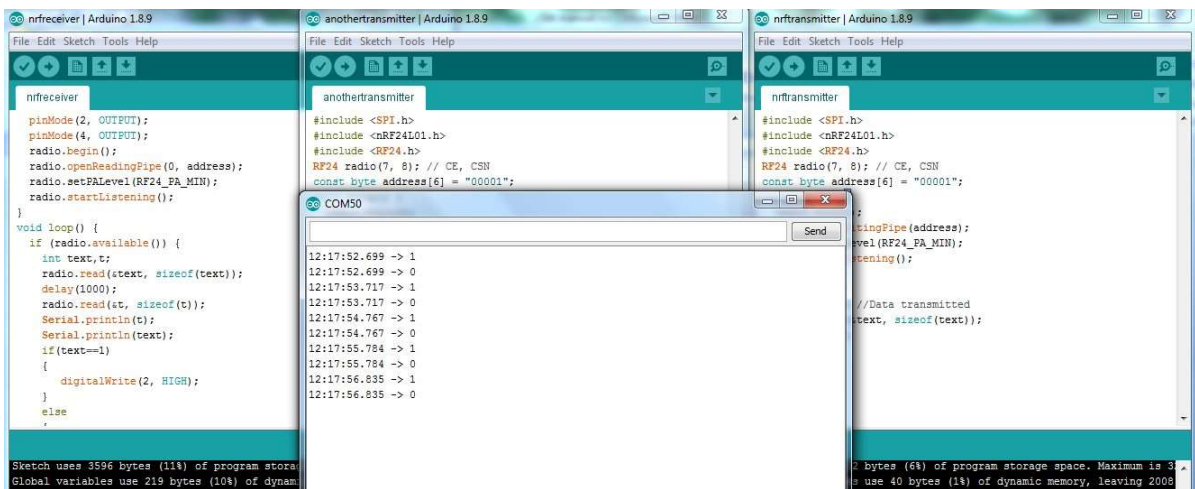 nrfreceiver | Arduino 1.8.9
File Edit Sketch Tools Help
nrfreceiver
pinMode(2, OUTPUT);
pinMode(4, OUTPUT);
radio.begin();
radio.openReadingPipe(0, address);
radio.setPALevel(RF24_PA_MIN);
radio.startListening();
}
void loop() {
if (radio.available()) {
int text,t;
radio.read(&text, sizeof(text));
delay(1000);
radio.read(&t, sizeof(t));
Serial.println(t);
Serial.println(text);
if(text==1)
{
digitalWrite(2, HIGH);
}
else
Sketch uses 3596 bytes (11%) of program
Global variables use 219 bytes (10%) of
anothertransmitter | Arduino 1.8.9
File Edit Sketch Tools Help
anothertransmitter
#include <SPI.h>
#include <nRF24L01.h>
#include <RF24.h>
RF24 radio(7, 8); // CE, CSN
const byte address[6] = "00001";
COM50
Send
12:17:52.699 -> 1
12:17:52.699 -> 0
12:17:53.717 -> 1
12:17:53.717 -> 0
12:17:54.767 -> 1
12:17:54.767 -> 0
12:17:55.784 -> 1
12:17:55.784 -> 0
12:17:56.835 -> 1
12:17:56.835 -> 0
nrftransmitter | Arduino 1.8.9
File Edit Sketch Tools Help
nrftransmitter
#include <SPI.h>
#include <nRF24L01.h>
#include <RF24.h>
RF24 radio(7, 8); // CE, CSN
const byte address[6] = "00001";
;
tingPipe(address);
evel(RF24_PA_MIN);
tening();
//Data transmitted
text, sizeof(text));
2 bytes (6%) of program storage space. Maximum is
s use 40 bytes (1%) of dynamic memory, leaving 2008